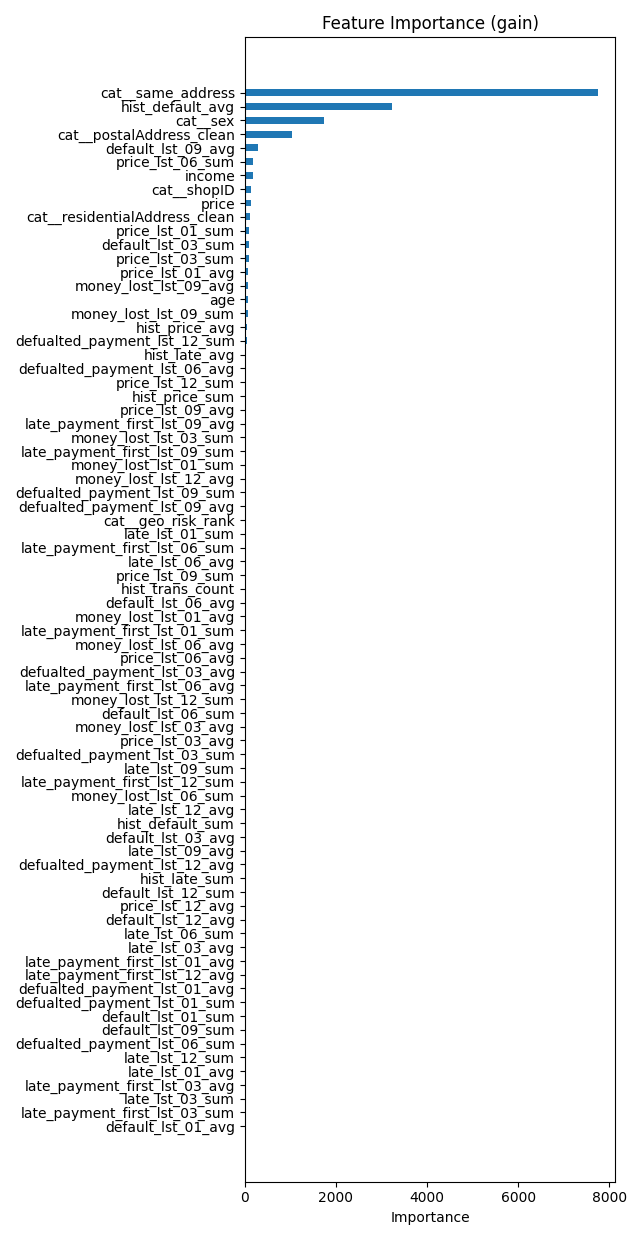 Feature Importance (gain)
cat__same_address
hist_default_avg
cat__sex
cat__postalAddress_clean
default_lst_09_avg
price_lst_06_sum
income
cat__shopID
price
cat__residentialAddress_clean
price_lst_01_sum
default_lst_03_sum
price_lst_03_sum
price_lst_01_avg
money_lost_lst_09_avg
age
money_lost_lst_09_sum
hist_price_avg
defualted_payment_lst_12_sum
hist_late_avg
defualted_payment_lst_06_avg
price_lst_12_sum
hist_price_sum
price_lst_09_avg
late_payment_first_lst_09_avg
money_lost_lst_03_sum
late_payment_first_lst_09_sum
money_lost_lst_01_sum
money_lost_lst_12_avg
defualted_payment_lst_09_sum
defualted_payment_lst_09_avg
cat__geo_risk_rank
late_lst_01_sum
late_payment_first_lst_06_sum
late_lst_06_avg
price_lst_09_sum
hist_trans_count
default_lst_06_avg
money_lost_lst_01_avg
late_payment_first_lst_01_sum
money_lost_lst_06_avg
price_lst_06_avg
defualted_payment_lst_03_avg
late_payment_first_lst_06_avg
money_lost_lst_12_sum
default_lst_06_sum
money_lost_lst_03_avg
price_lst_03_avg
defualted_payment_lst_03_sum
late_lst_09_sum
late_payment_first_lst_12_sum
money_lost_lst_06_sum
late_lst_12_avg
hist_default_sum
default_lst_03_avg
late_lst_09_avg
defualted_payment_lst_12_avg
hist_late_sum
default_lst_12_sum
price_lst_12_avg
default_lst_12_avg
late_lst_06_sum
late_lst_03_avg
late_payment_first_lst_01_avg
late_payment_first_lst_12_avg
defualted_payment_lst_01_avg
defualted_payment_lst_01_sum
default_lst_01_sum
default_lst_09_sum
defualted_payment_lst_06_sum
late_lst_12_sum
late_lst_01_avg
late_payment_first_lst_03_avg
late_lst_03_sum
late_payment_first_lst_03_sum
default_lst_01_avg
0 2000 4000 6000 8000
Importance